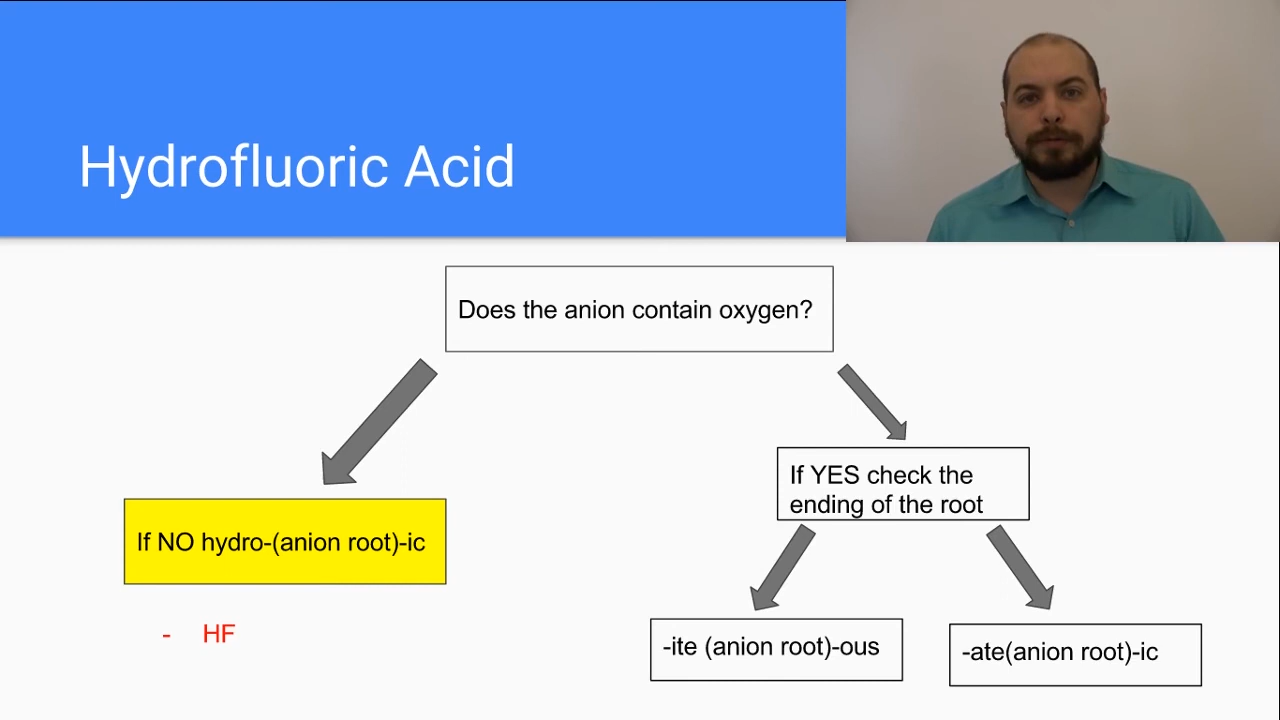 Hydrofluoric Acid
Does the anion contain oxygen?
If YES check the
ending of the root
If NO hydro-(anion root)-ic
- HF
-ite (anion root)-ous
-ate(anion root)-ic